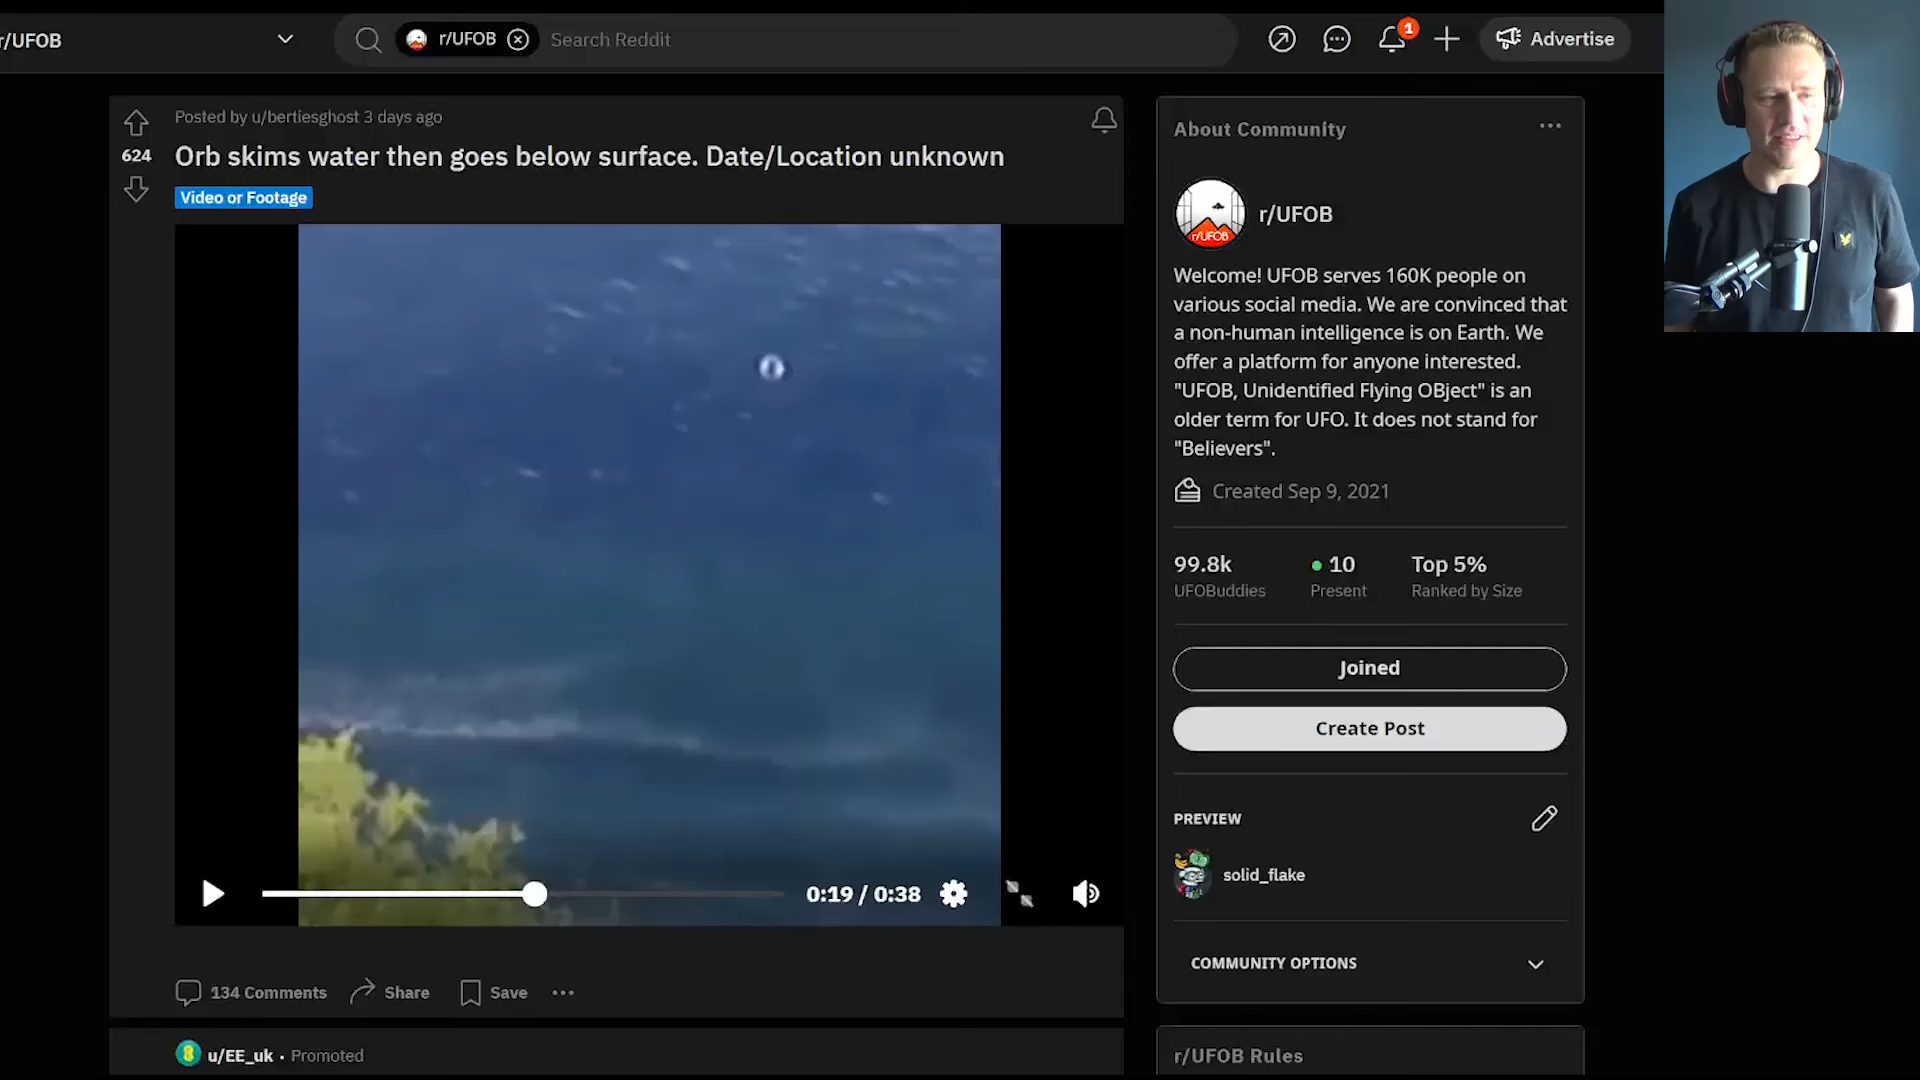 r/UFOB
r/UFOB
Search Reddit
1
Advertise
Posted by u/bertiesghost 3 days ago
624
Orb skims water then goes below surface. Date/Location unknown
Video or Footage
0:19 / 0:38
134 Comments
Share
Save
u/EE_uk • Promoted
About Community
r/UFOB
r/UFOB
Welcome! UFOB serves 160K people on
various social media. We are convinced that
a non-human intelligence is on Earth. We
offer a platform for anyone interested.
"UFOB, Unidentified Flying OBject" is an
older term for UFO. It does not stand for
"Believers".
Created Sep 9, 2021
99.8k
10
Top 5%
UFOBuddies
Present
Ranked by Size
Joined
Create Post
PREVIEW
solid_flake
COMMUNITY OPTIONS
r/UFOB Rules